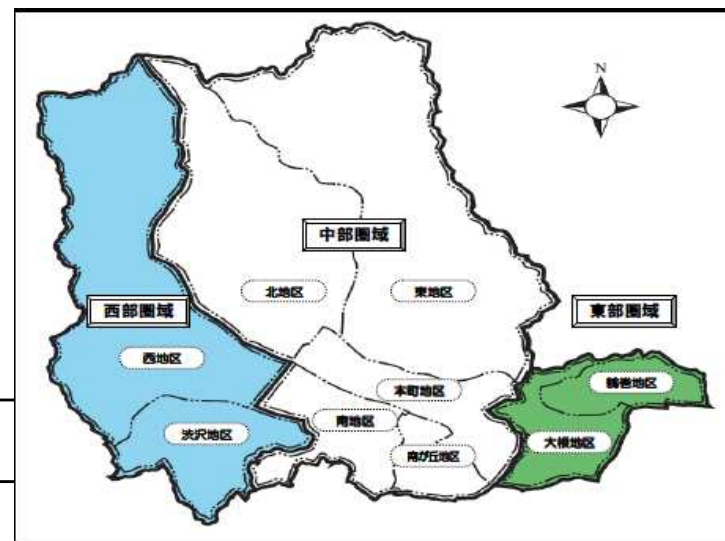 N
中部圏域
北地区
東地区
西部圏域
東部圏域
西地区
本町地区
鶴巻地区
渋沢地区
南地区
南が丘地区
大根地区